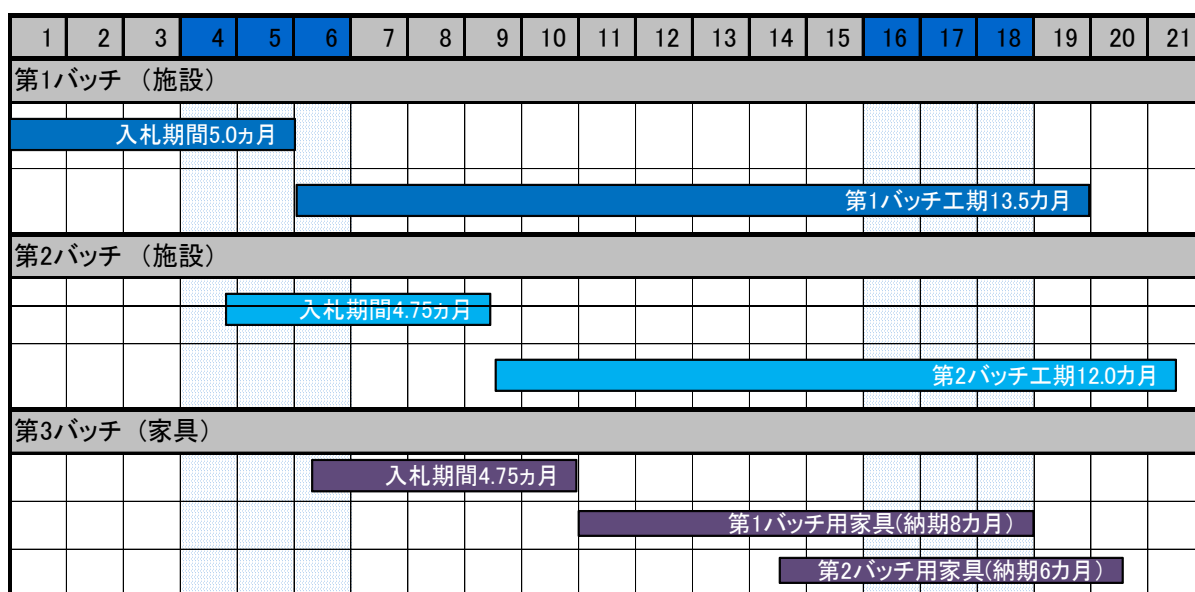 1 2 3 4 5 6 7 8 9 10 11 12 13 14 15 16 17 18 19 20 21
第1バッチ （施設）
入札期間5.0ヵ月
第1バッチ工期13.5カ月
第2バッチ （施設）
入札期間4.75ヵ月
第2バッチ工期12.0カ月
第3バッチ （家具）
入札期間4.75ヵ月
第1バッチ用家具(納期8カ月）
第2バッチ用家具(納期6カ月）